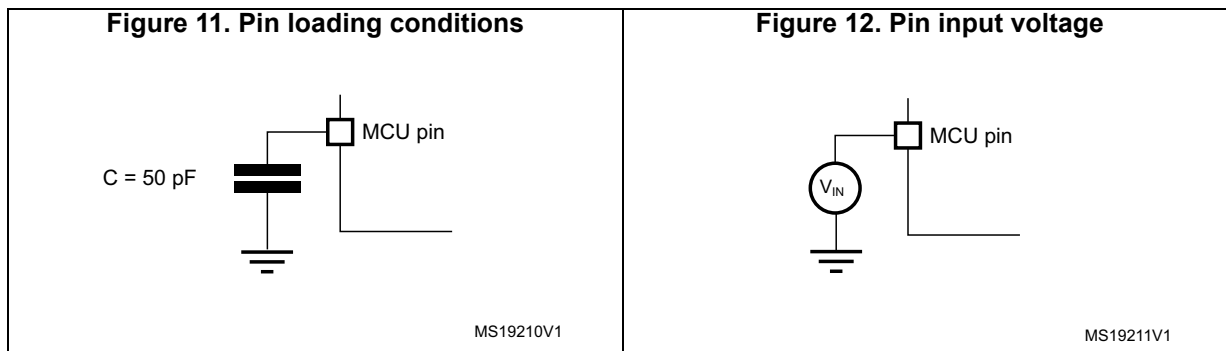 Figure 11. Pin loading conditions
MCU pin
C = 50 pF
MS19210V1
Figure 12. Pin input voltage
MCU pin
VIN
MS19211V1